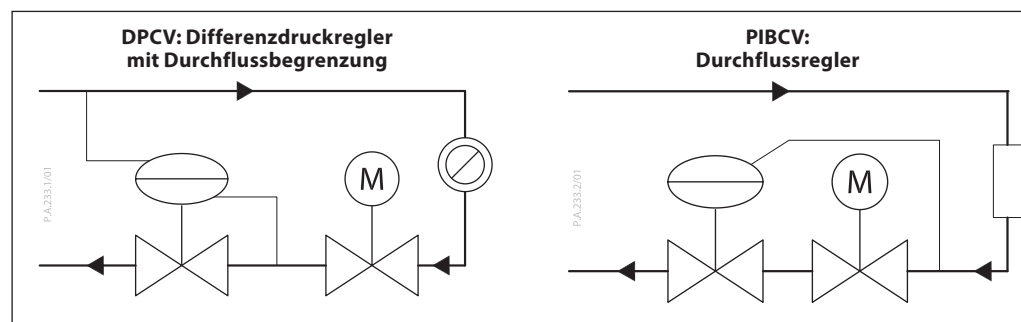 DPCV: Differenzdruckregler
mit Durchflussbegrenzung
PIBCV:
Durchflussregler
M
P.A.233.1/01
M
P.A.233.2/01